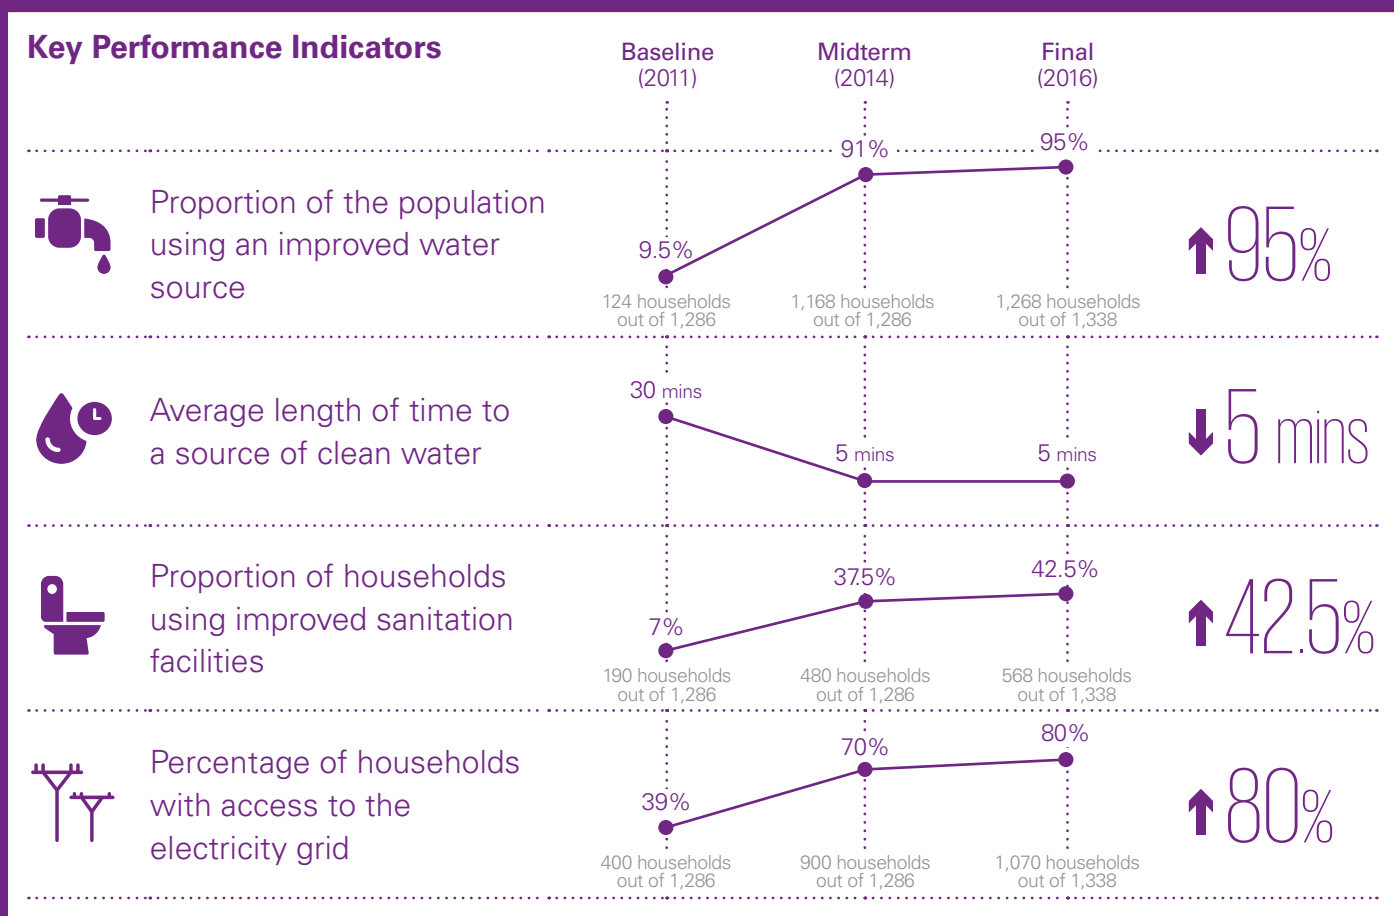 Key Performance Indicators
Baseline
(2011)
Midterm
(2014)
Final
(2016)
Proportion of the population
using an improved water
source
9.5%
91%
95%
124 households
out of 1,286
1,168 households
out of 1,286
1,268 households
out of 1,338
95%
Average length of time to
a source of clean water
30 mins
5 mins
5 mins
5 mins
Proportion of households
using improved sanitation
facilities
7%
37.5%
42.5%
190 households
out of 1,286
480 households
out of 1,286
568 households
out of 1,338
42.5%
Percentage of households
with access to the
electricity grid
39%
70%
80%
400 households
out of 1,286
900 households
out of 1,286
1,070 households
out of 1,338
80%